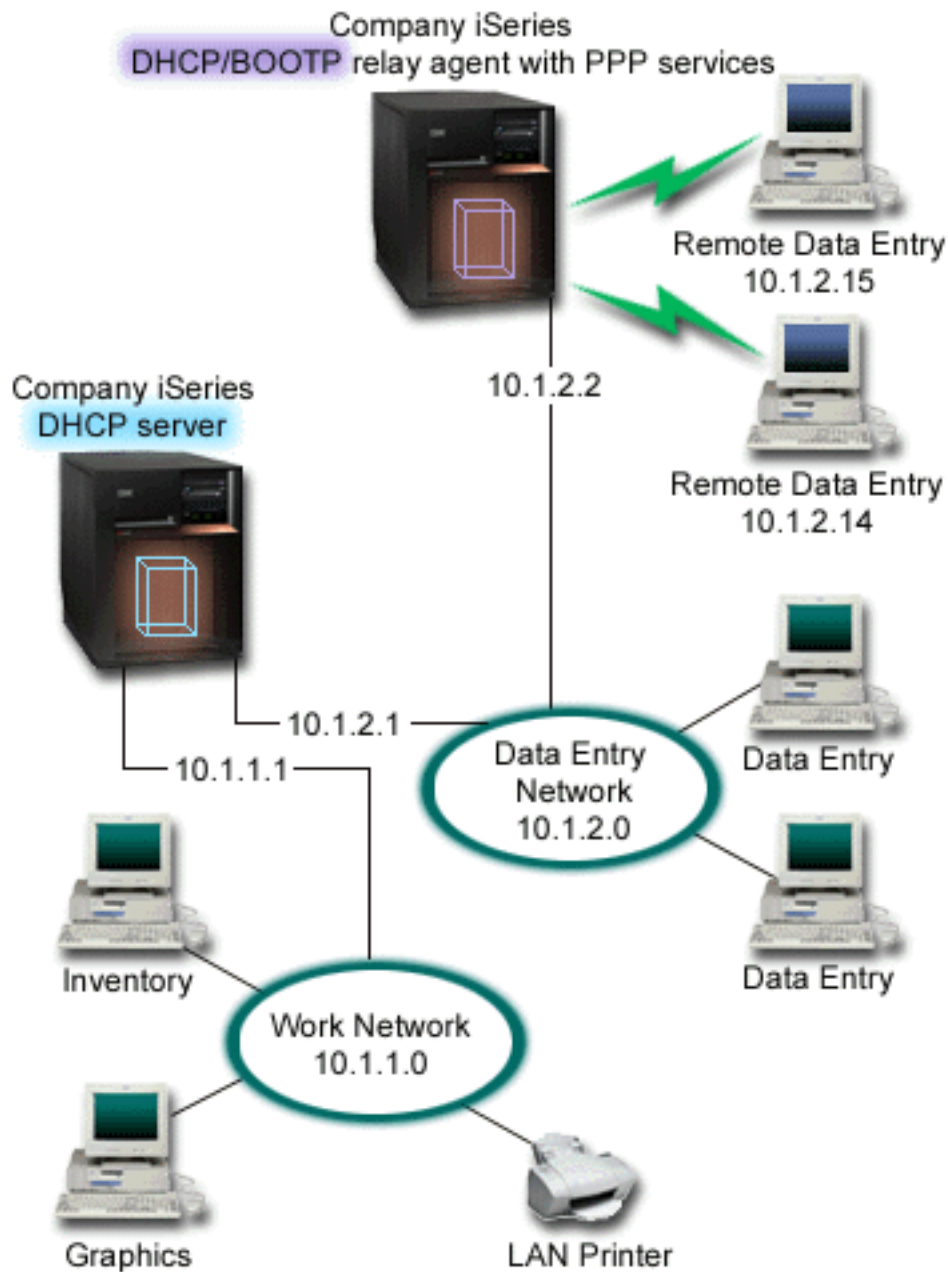 Company iSeries
DHCP/BOOTP relay agent with PPP services
Remote Data Entry
10.1.2.15
10.1.2.2
Remote Data Entry
10.1.2.14
Company iSeries
DHCP server
10.1.2.1
10.1.1.1
Data Entry
Network
10.1.2.0
Data Entry
Data Entry
Inventory
Work Network
10.1.1.0
Graphics
LAN Printer